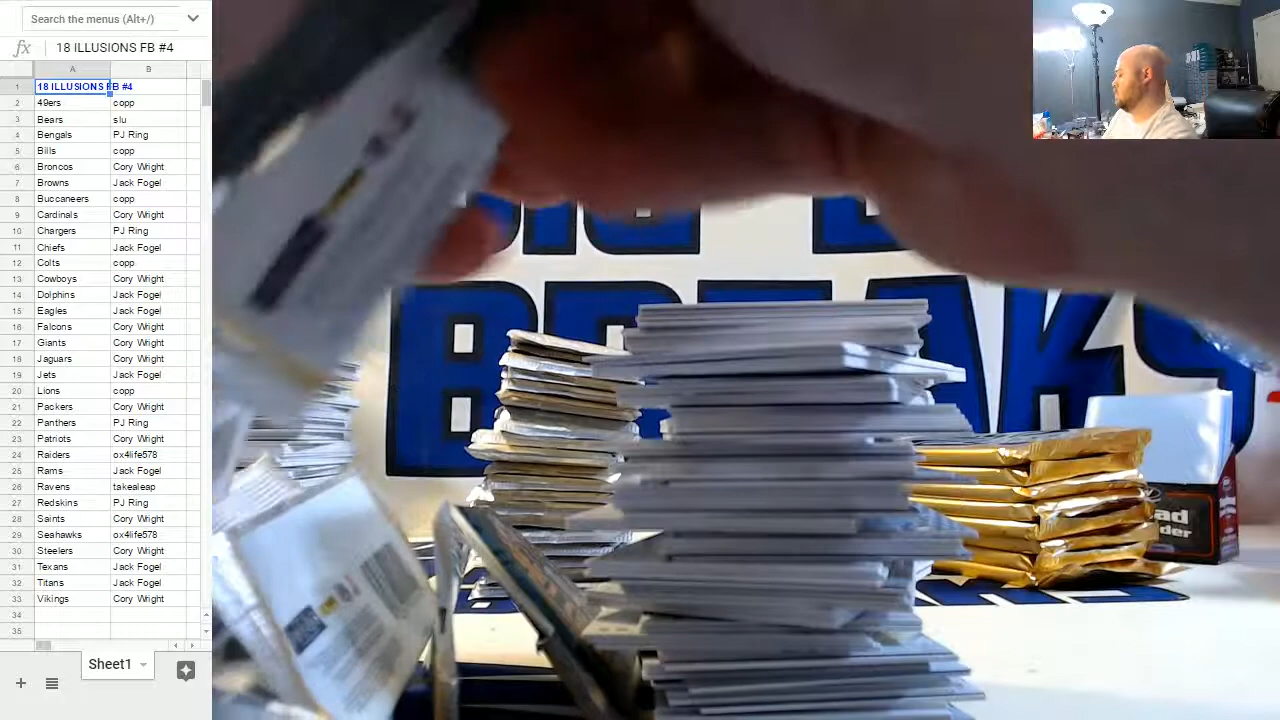 Search the menus (Alt+/)
fx 18 ILLUSIONS FB #4
A B
1 18 ILLUSIONS FB #4
2 49ers copp
3 Bears slu
4 Bengals PJ Ring
5 Bills copp
6 Broncos Cory Wright
7 Browns Jack Fogel
8 Buccaneers copp
9 Cardinals Cory Wright
10 Chargers PJ Ring
11 Chiefs Jack Fogel
12 Colts copp
13 Cowboys Cory Wright
14 Dolphins Jack Fogel
15 Eagles Jack Fogel
16 Falcons Cory Wright
17 Giants Cory Wright
18 Jaguars Cory Wright
19 Jets Jack Fogel
20 Lions copp
21 Packers Cory Wright
22 Panthers PJ Ring
23 Patriots Cory Wright
24 Raiders ox4life578
25 Rams Jack Fogel
26 Ravens takealeap
27 Redskins PJ Ring
28 Saints Cory Wright
29 Seahawks ox4life578
30 Steelers Cory Wright
31 Texans Jack Fogel
32 Titans Jack Fogel
33 Vikings Cory Wright
34
35
Sheet1
BREAKS